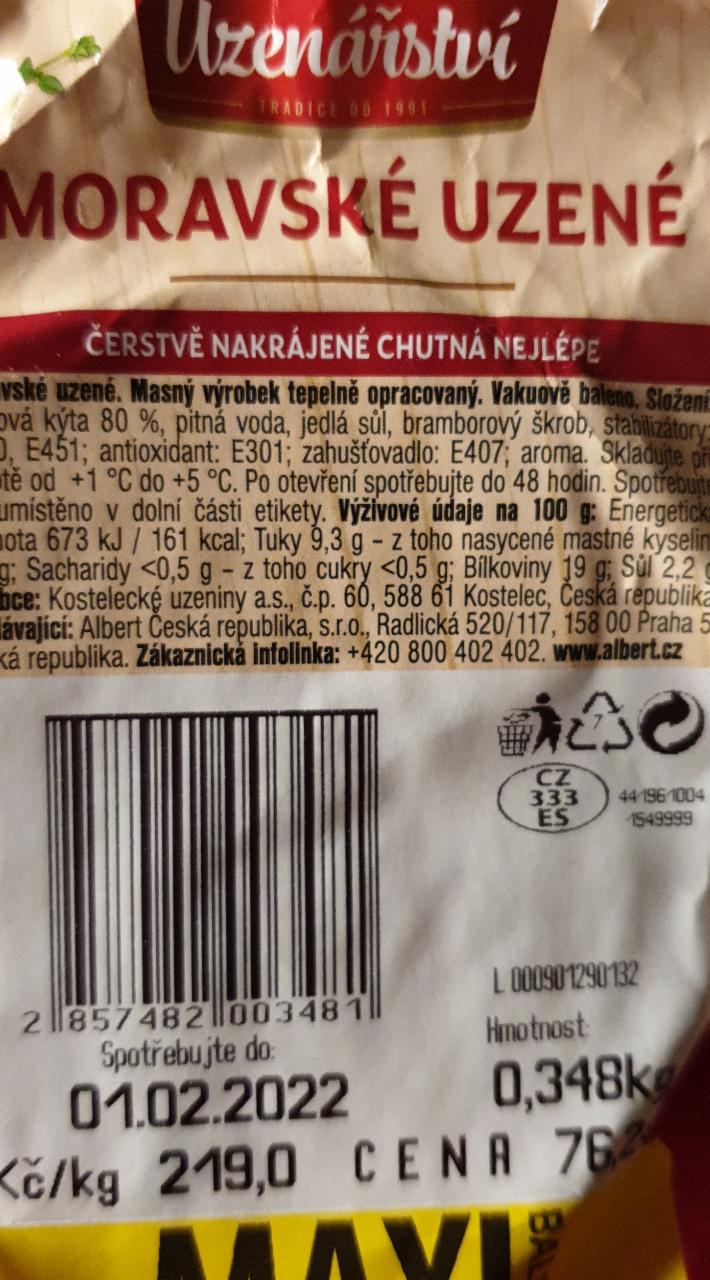 Uzenářství
TRADICE OD 1991
MORAVSKÉ UZENÉ
ČERSTVĚ NAKRÁJENÉ CHUTNÁ NEJLÉPE
vské uzené. Masný výrobek tepelně opracovaný. Vakuově baleno. Složení
ová kýta 80 %, pitná voda, jedlá sůl, bramborový škrob, stabilizátory:
E451; antioxidant: E301; zahušťovadlo: E407; aroma. Skladujte při
tě od +1 °C do +5 °C. Po otevření spotřebujte do 48 hodin. Spotřebujte
umístěno v dolní části etikety. Výživové údaje na 100 g: Energetick
ota 673 kJ / 161 kcal; Tuky 9,3 g - z toho nasycené mastné kyselin
g; Sacharidy <0,5 g - z toho cukry <0,5 g; Bílkoviny 19 g; Sůl 2,2 g
bce: Kostelecké uzeniny a.s., č.p. 60, 588 61 Kostelec, Česká republika
ávající: Albert Česká republika, s.r.o., Radlická 520/117, 158 00 Praha 5
ká republika. Zákaznická infolinka: +420 800 402 402. www.albert.cz
7
CZ
333
ES
441961004
1549999
L 000901290132
2 857482 003481
Hmotnost:
Spotřebujte do:
0,348kg
01.02.2022
Kč/kg 219,0 CENA 76,2
MAXI
BAL